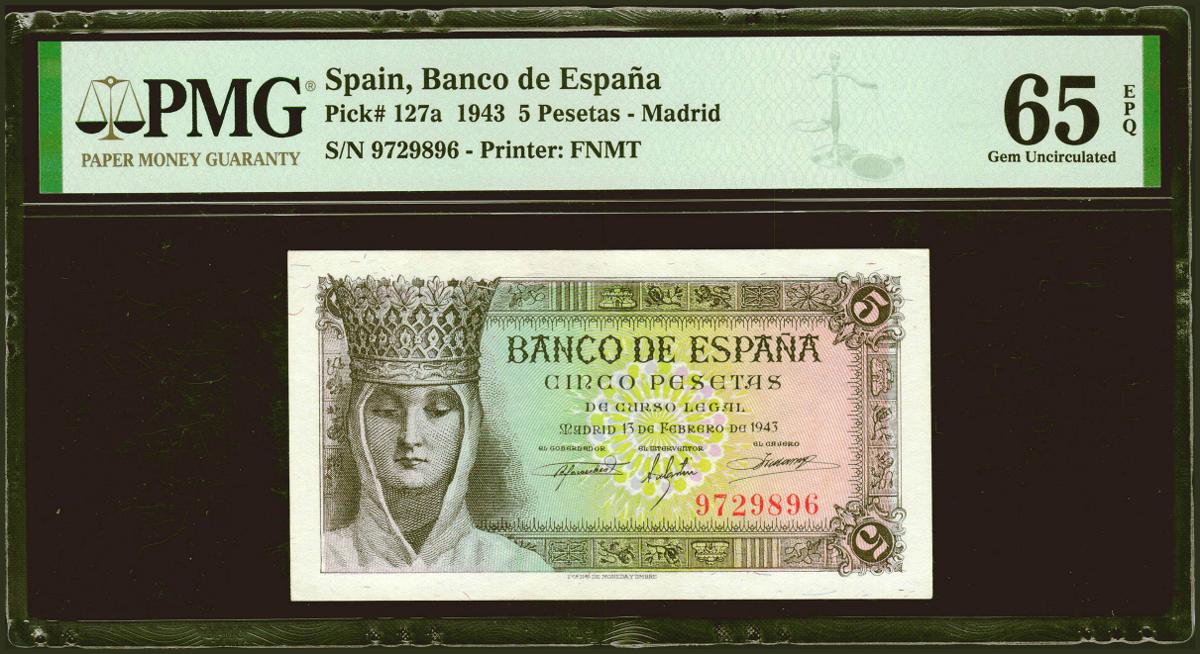 PMG®
PAPER MONEY GUARANTY
Spain, Banco de España
Pick# 127a 1943 5 Pesetas - Madrid
S/N 9729896 - Printer: FNMT
65 EPQ
Gem Uncirculated
5
BANCO DE ESPAÑA
CINCO PESETAS
DE CURSO LEGAL
MADRID 13 DE FEBRERO DE 1943
EL GOBERNADOR EL INTERVENTOR EL CAJERO
9729896
5